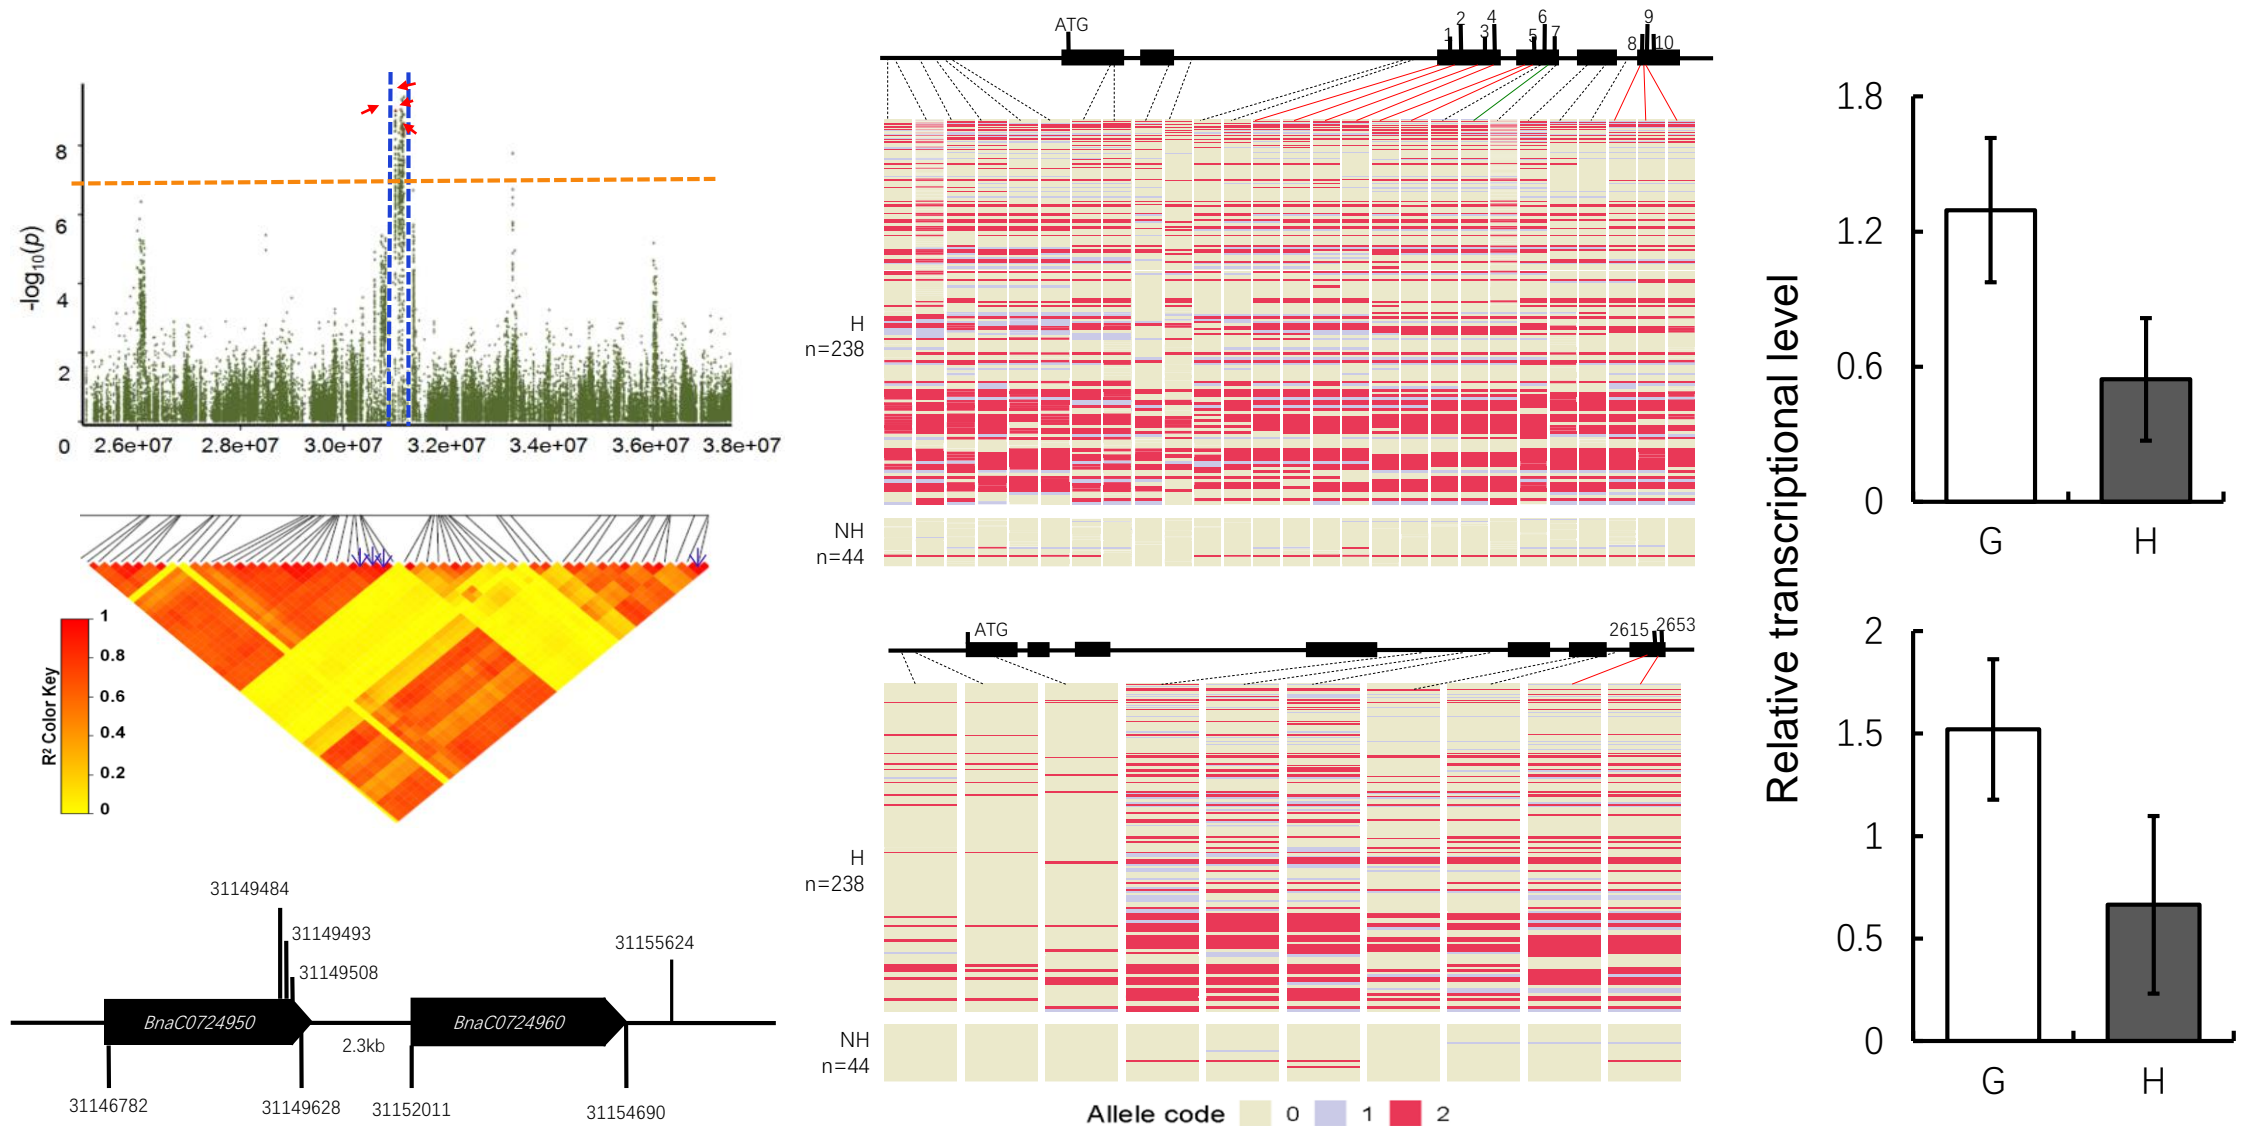 8
6
4
2
0
-log10(p)
2.6e+07 2.8e+07 3.0e+07 3.2e+07 3.4e+07 3.6e+07 3.8e+07
R² Color Key
1
0.8
0.6
0.4
0.2
0
31149484
31149493
31149508
31155624
BnaC0724950
BnaC0724960
2.3kb
31146782
31149628
31152011
31154690
ATG
1 2 3 4 5 6 7 8 9 10
H
n=238
NH
n=44
ATG
2615 2653
H
n=238
NH
n=44
Allele code 0 1 2
Relative transcriptional level
1.8
1.2
0.6
0
G H
2
1.5
1
0.5
0
G H